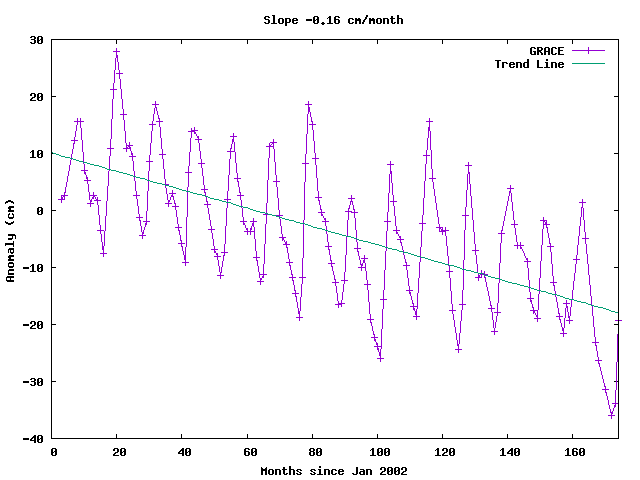 Slope -0.16 cm/month
GRACE
Trend Line
30
20
10
0
-10
-20
-30
-40
Anomaly (cm)
0 20 40 60 80 100 120 140 160
Months since Jan 2002